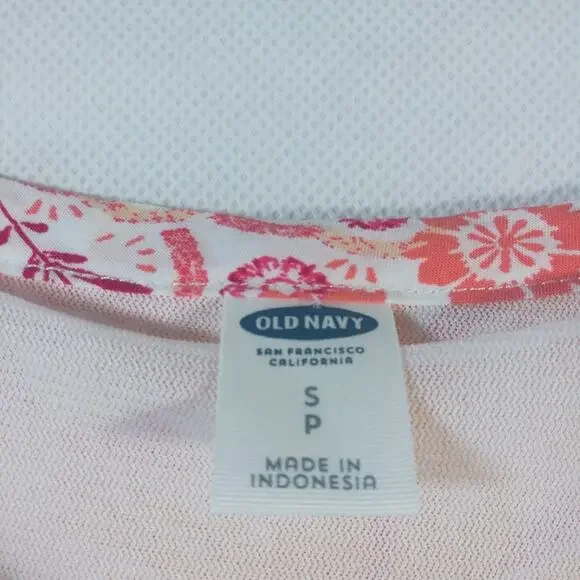 OLD NAVY
SAN FRANCISCO
CALIFORNIA
S
P
MADE IN
INDONESIA